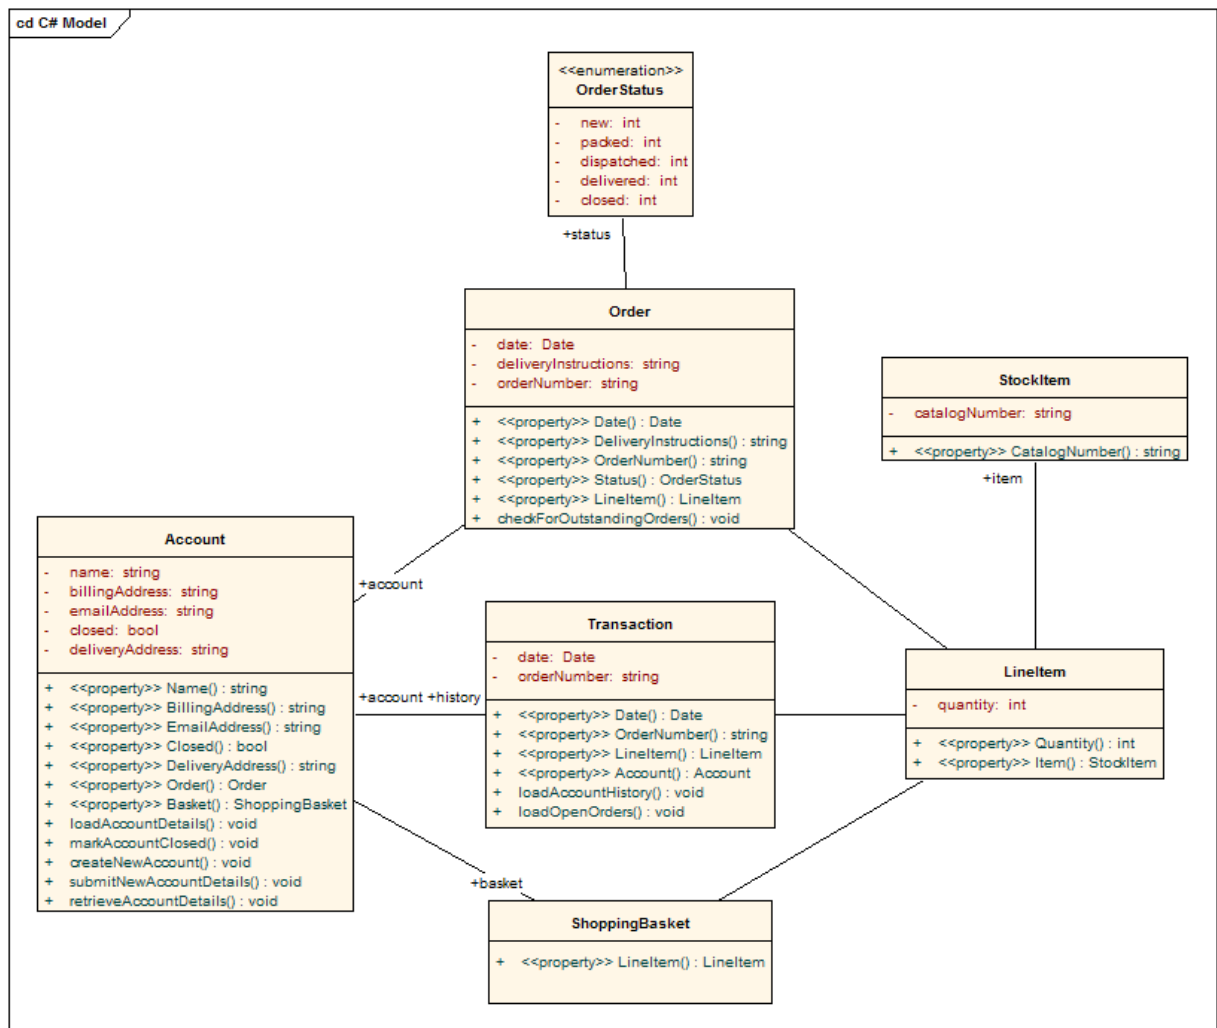 cd C# Model
<<enumeration>>
OrderStatus
- new: int
- packed: int
- dispatched: int
- delivered: int
- closed: int
+status
Order
- date: Date
- deliveryInstructions: string
- orderNumber: string
+ <<property>> Date() : Date
+ <<property>> DeliveryInstructions() : string
+ <<property>> OrderNumber() : string
+ <<property>> Status() : OrderStatus
+ <<property>> LineItem() : LineItem
+ checkForOutstandingOrders() : void
StockItem
- catalogNumber: string
+ <<property>> CatalogNumber() : string
+item
Account
- name: string
- billingAddress: string
- emailAddress: string
- closed: bool
- deliveryAddress: string
+ <<property>> Name() : string
+ <<property>> BillingAddress() : string
+ <<property>> EmailAddress() : string
+ <<property>> Closed() : bool
+ <<property>> DeliveryAddress() : string
+ <<property>> Order() : Order
+ <<property>> Basket() : ShoppingBasket
+ loadAccountDetails() : void
+ markAccountClosed() : void
+ createNewAccount() : void
+ submitNewAccountDetails() : void
+ retrieveAccountDetails() : void
+account
+account +history
Transaction
- date: Date
- orderNumber: string
+ <<property>> Date() : Date
+ <<property>> OrderNumber() : string
+ <<property>> LineItem() : LineItem
+ <<property>> Account() : Account
+ loadAccountHistory() : void
+ loadOpenOrders() : void
LineItem
- quantity: int
+ <<property>> Quantity() : int
+ <<property>> Item() : StockItem
+basket
ShoppingBasket
+ <<property>> LineItem() : LineItem